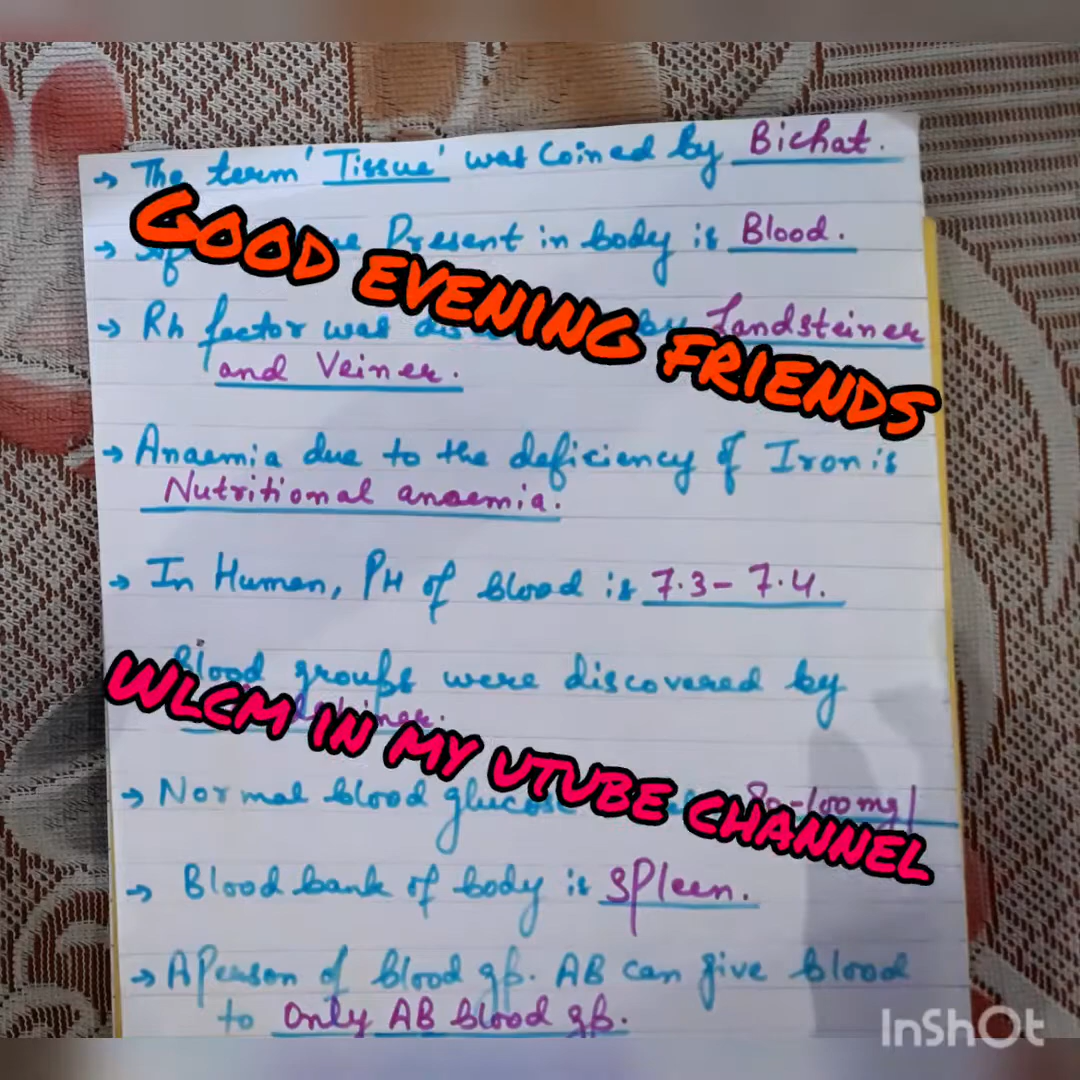 → The term 'Tissue' was coined by Bichat.
GOOD EVENING FRIENDS
→ Present in body is Blood.
→ Rh factor was by Landsteiner
and Veiner.
→ Anaemia due to the deficiency of Iron is
Nutritional anaemia.
→ In Human, PH of blood is 7.3 - 7.4.
Blood groups were discovered by
WLCM IN MY UTUBE CHANNEL
→ Normal blood glucose 80-100mg/
→ Blood bank of body is spleen.
→ A Person of blood gp. AB can give blood
to only AB blood gp.
InShOt